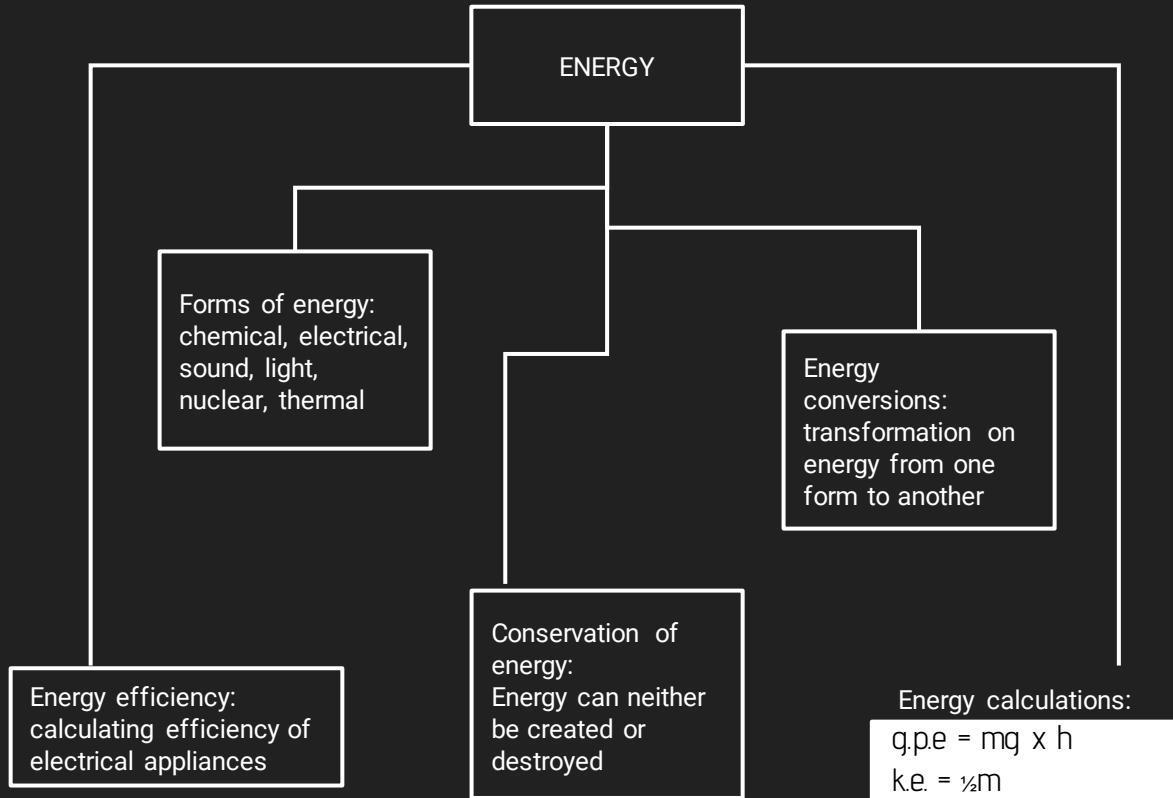 ENERGY
Forms of energy:
chemical, electrical,
sound, light,
nuclear, thermal
Energy
conversions:
transformation on
energy from one
form to another
Conservation of
energy:
Energy can neither
be created or
destroyed
Energy efficiency:
calculating efficiency of
electrical appliances
Energy calculations:
g.p.e = mg x h
k.e. = ½m